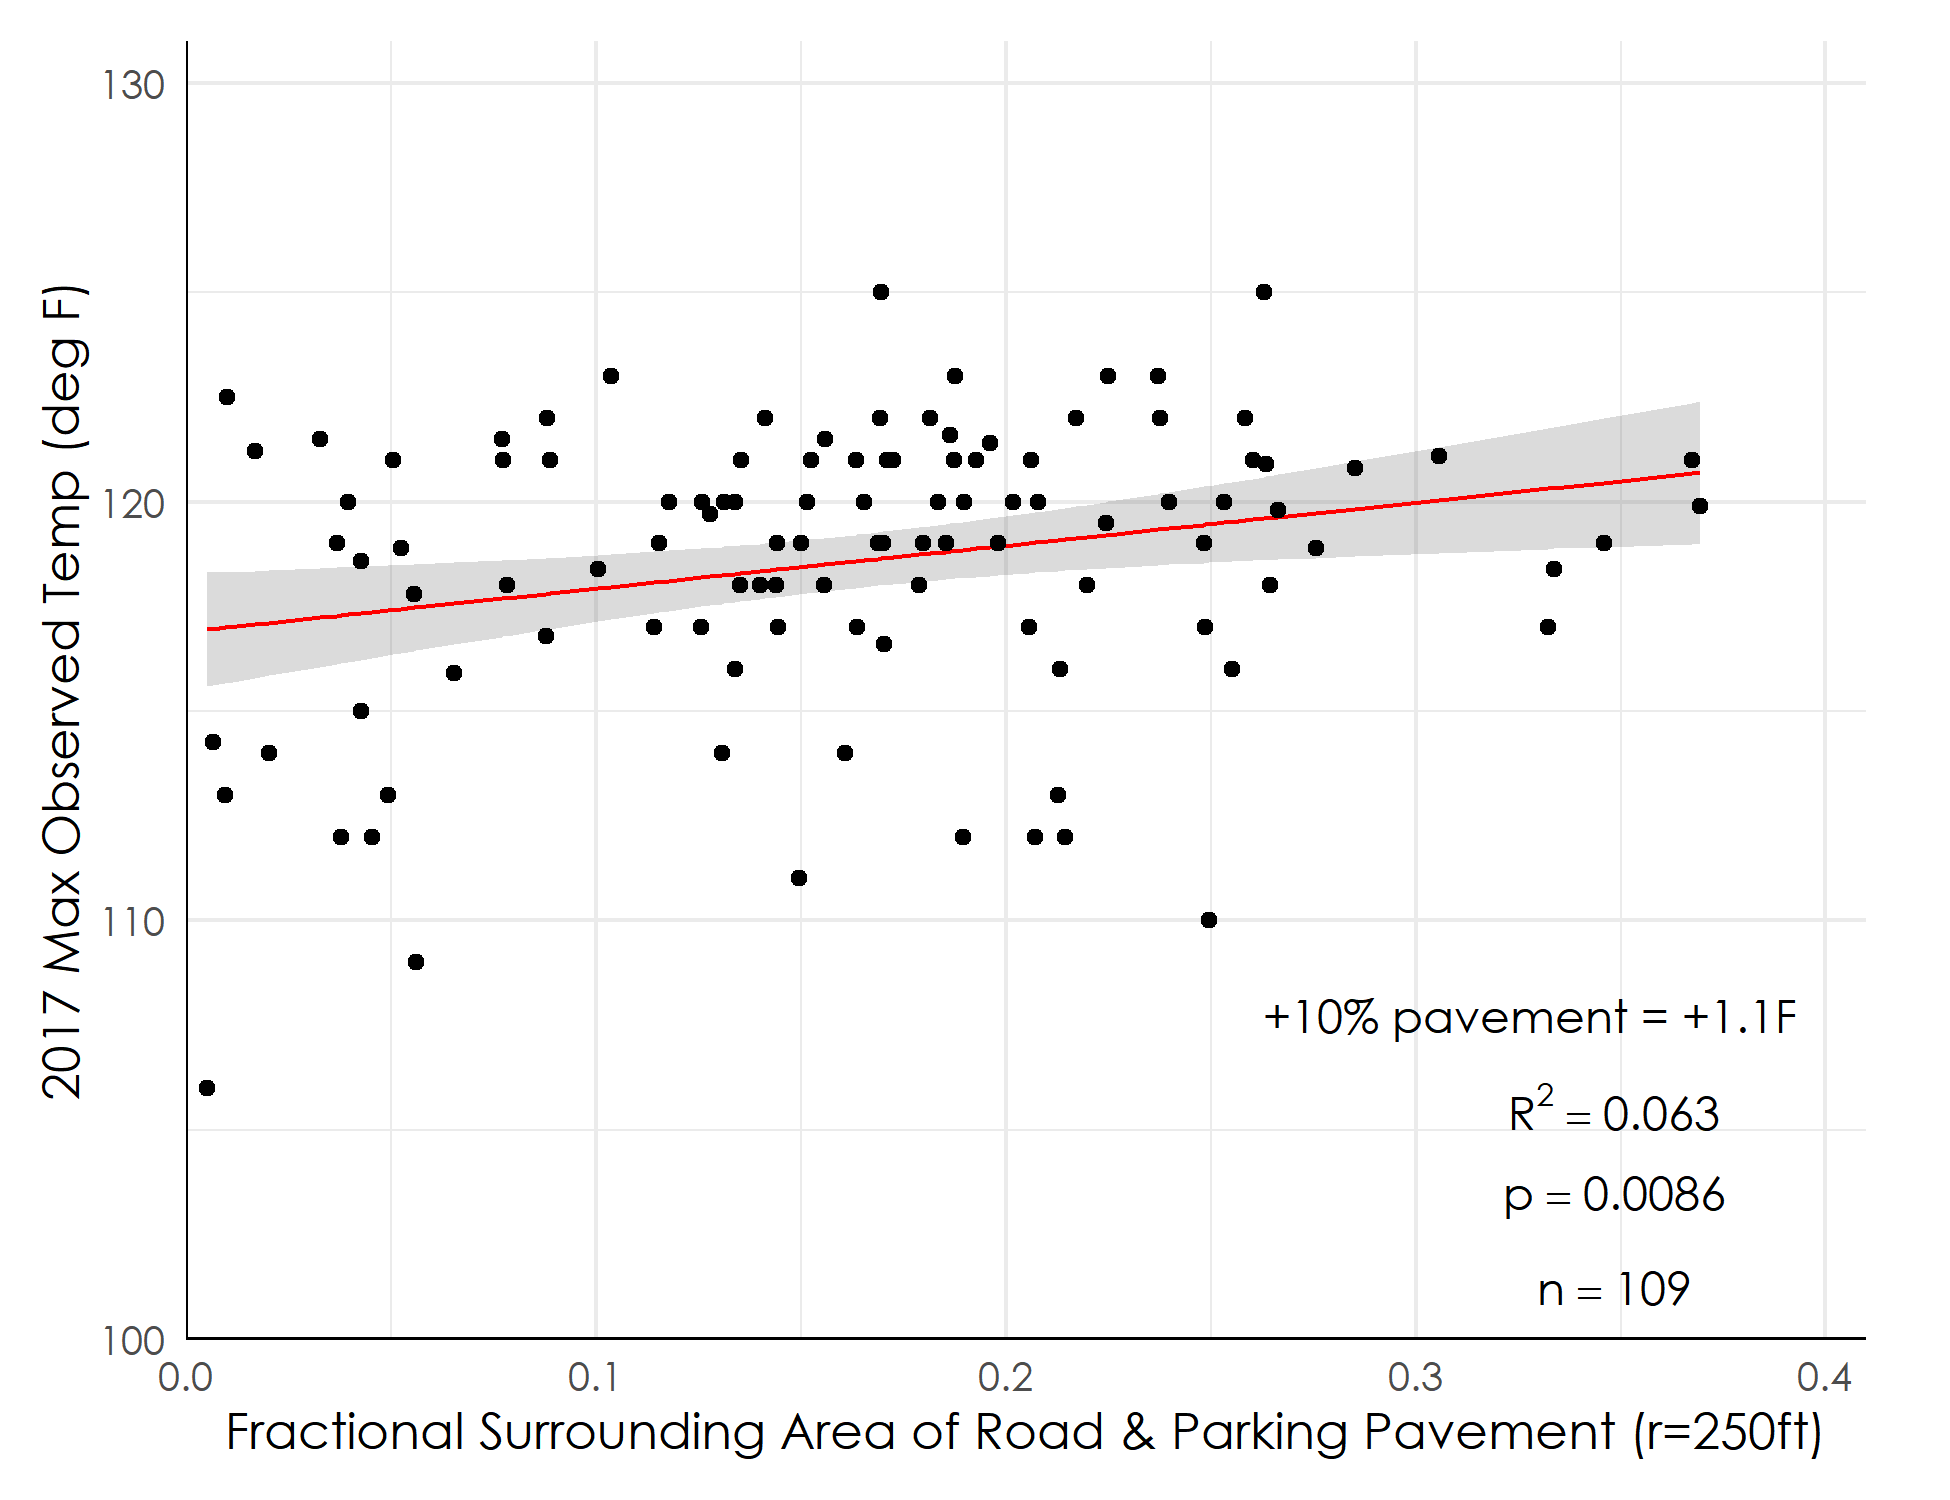 2017 Max Observed Temp (deg F)
130
120
110
100
+10% pavement = +1.1F
R² = 0.063
p = 0.0086
n = 109
0.0 0.1 0.2 0.3 0.4
Fractional Surrounding Area of Road & Parking Pavement (r=250ft)